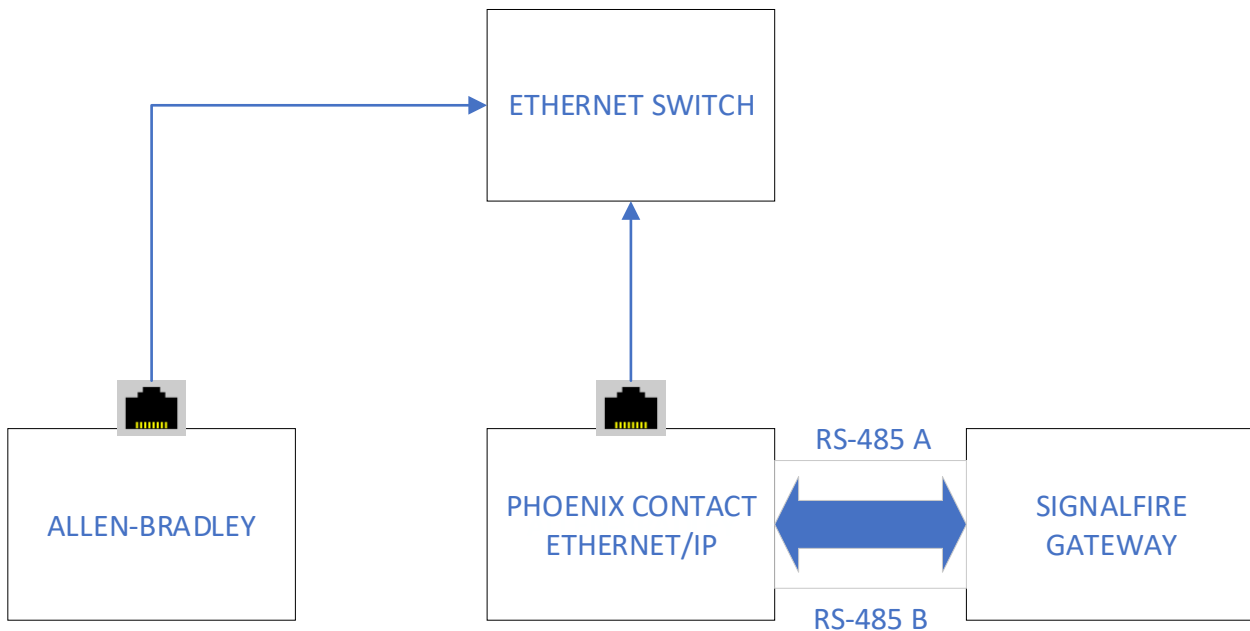 ETHERNET SWITCH
ALLEN-BRADLEY
PHOENIX CONTACT
ETHERNET/IP
RS-485 A
RS-485 B
SIGNALFIRE
GATEWAY